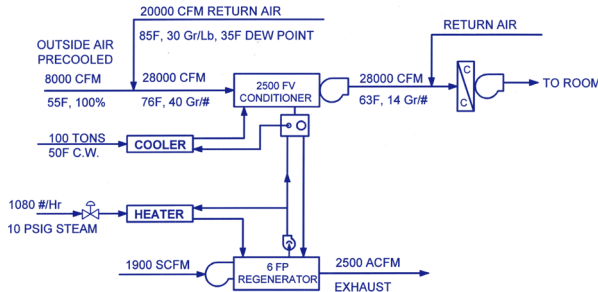 20000 CFM RETURN AIR
RETURN AIR
85F, 30 Gr/Lb, 35F DEW POINT
OUTSIDE AIR
PRECOOLED
8000 CFM
28000 CFM
2500 FV
CONDITIONER
28000 CFM
C
C
TO ROOM
55F, 100%
76F, 40 Gr/#
63F, 14 Gr/#
100 TONS
COOLER
50F C.W.
1080 #/Hr
HEATER
10 PSIG STEAM
1900 SCFM
6 FP
REGENERATOR
2500 ACFM
EXHAUST